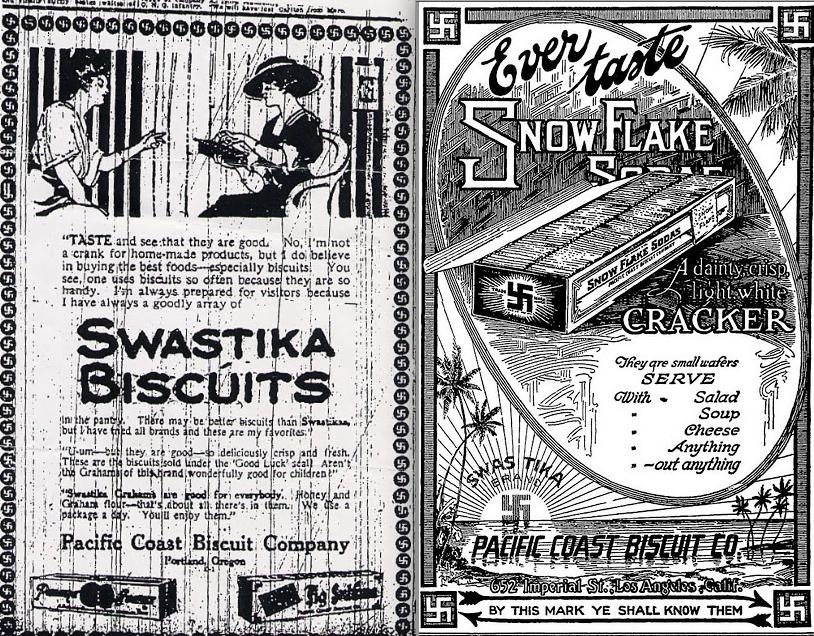 "TASTE and see that they are good. No, I'm not
a crank for home-made products, but I do believe
in buying the best foods—especially biscuits. You
see, one uses biscuits so often because they are so
handy. I'm always prepared for visitors because
I have always a goodly array of
SWASTIKA
BISCUITS
in the pantry. There may be better biscuits than Swastikas,
but I have tried all brands and these are my favorites."
"U-um—but they are good—so deliciously crisp and fresh.
These are the biscuits sold under the 'Good Luck' seal! Aren't
the Grahams of this brand wonderfully good for children!"
"Swastika Grahams are good for everybody. Honey and
Graham flour—that's about all there's in them. We use a
package a day. You'll enjoy them."
Pacific Coast Biscuit Company
Portland, Oregon
Ever
taste
SNOW FLAKE
SODAS
SNOW FLAKE SODAS
A dainty, crisp,
light, white
CRACKER
They are small wafers
SERVE
With - Salad
" Soup
" Cheese
" Anything
" -out anything
SWASTIKA
BRAND
PACIFIC COAST BISCUIT CO.
652 Imperial St., Los Angeles, Calif.
BY THIS MARK YE SHALL KNOW THEM